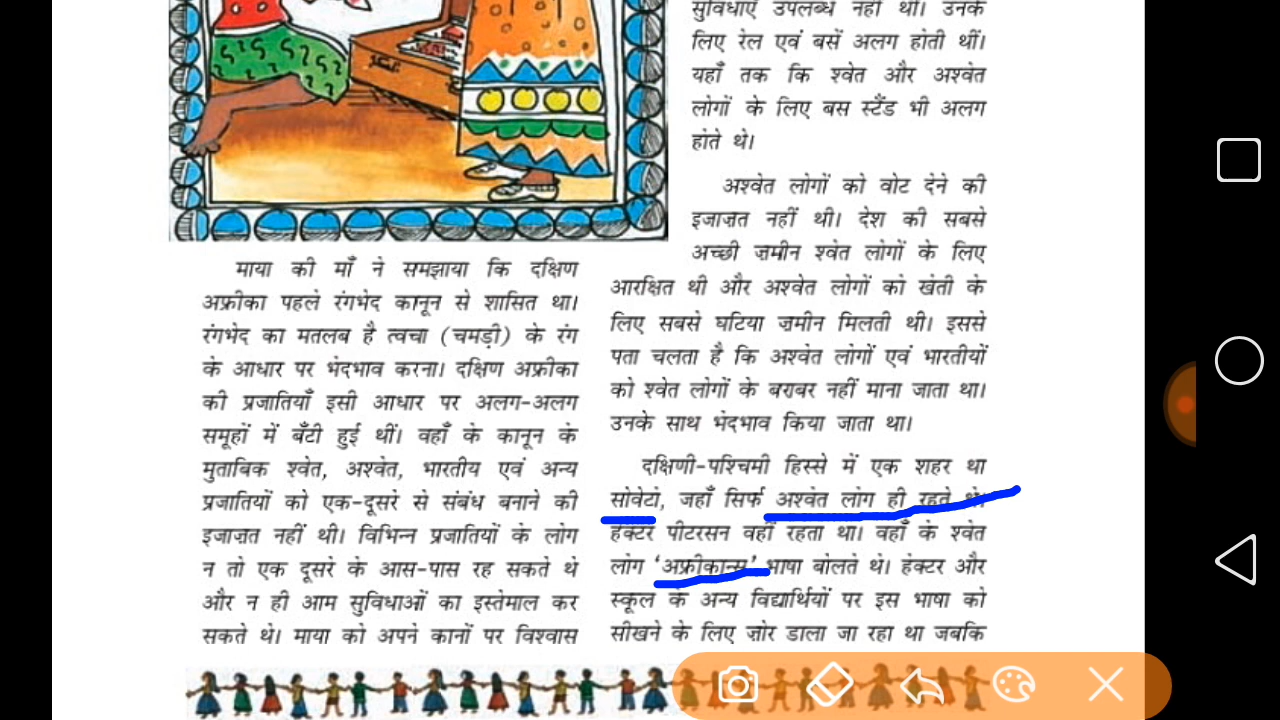 माया की माँ ने समझाया कि दक्षिण
अफ्रीका पहले रंगभेद कानून से शासित था।
रंगभेद का मतलब है त्वचा (चमड़ी) के रंग
के आधार पर भेदभाव करना। दक्षिण अफ्रीका
की प्रजातियाँ इसी आधार पर अलग-अलग
समूहों में बँटी हुई थीं। वहाँ के कानून के
मुताबिक श्वेत, अश्वेत, भारतीय एवं अन्य
प्रजातियों को एक-दूसरे से संबंध बनाने की
इजाज़त नहीं थी। विभिन्न प्रजातियों के लोग
न तो एक दूसरे के आस-पास रह सकते थे
और न ही आम सुविधाओं का इस्तेमाल कर
सकते थे। माया को अपने कानों पर विश्वास
सुविधाएँ उपलब्ध नहीं थीं। उनके
लिए रेल एवं बसें अलग होती थीं।
यहाँ तक कि श्वेत और अश्वेत
लोगों के लिए बस स्टैंड भी अलग
होते थे।
अश्वेत लोगों को वोट देने की
इजाज़त नहीं थी। देश की सबसे
अच्छी ज़मीन श्वेत लोगों के लिए
आरक्षित थी और अश्वेत लोगों को खेती के
लिए सबसे घटिया ज़मीन मिलती थी। इससे
पता चलता है कि अश्वेत लोगों एवं भारतीयों
को श्वेत लोगों के बराबर नहीं माना जाता था।
उनके साथ भेदभाव किया जाता था।
दक्षिणी-पश्चिमी हिस्से में एक शहर था
सोवेटो, जहाँ सिर्फ अश्वेत लोग ही रहते थे।
हेक्टर पीटरसन वहीं रहता था। वहाँ के श्वेत
लोग 'अफ्रीकान्स' भाषा बोलते थे। हेक्टर और
स्कूल के अन्य विद्यार्थियों पर इस भाषा को
सीखने के लिए ज़ोर डाला जा रहा था जबकि